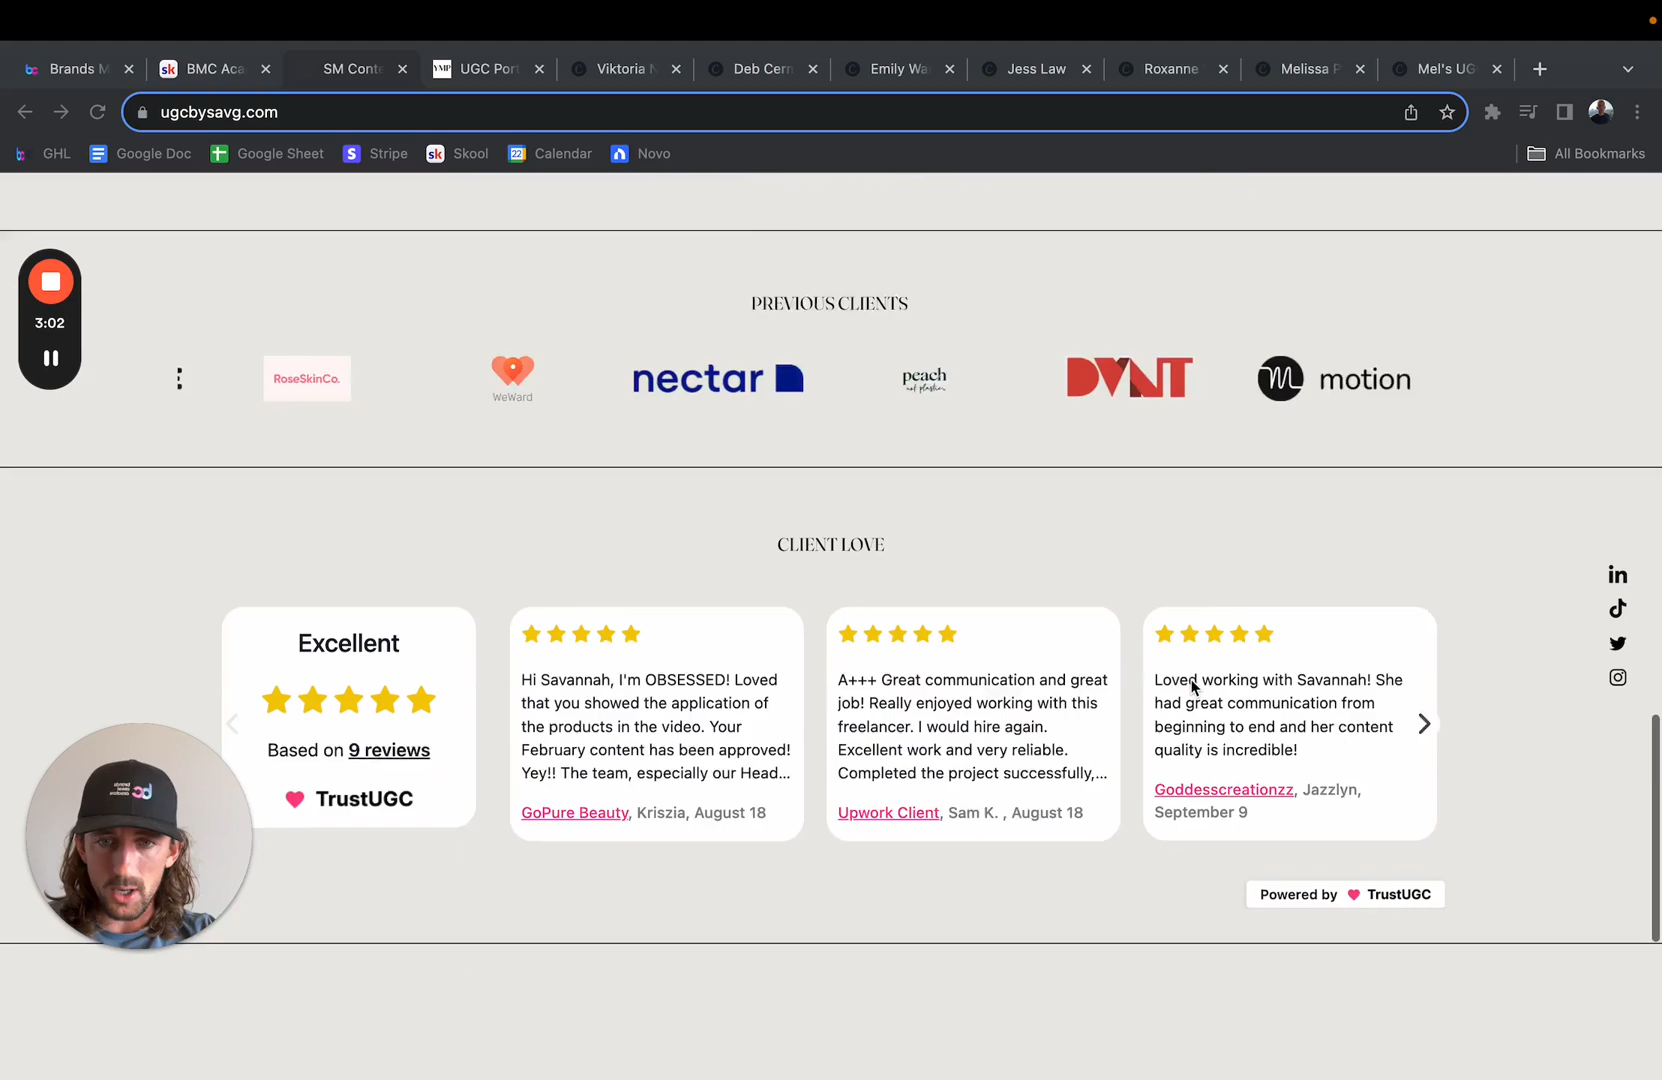 Brands M
BMC Aca
SM Conte
UGC Port
Viktoria N
Deb Cern
Emily Wa
Jess Law
Roxanne
Melissa P
Mel's UG
ugcbysavg.com
GHL
Google Doc
Google Sheet
Stripe
Skool
Calendar
Novo
All Bookmarks
3:02
PREVIOUS CLIENTS
RoseSkinCo.
WeWard
nectar
peach
not plastic
DVNT
motion
CLIENT LOVE
Excellent
Based on 9 reviews
TrustUGC
Hi Savannah, I'm OBSESSED! Loved
that you showed the application of
the products in the video. Your
February content has been approved!
Yey!! The team, especially our Head...
GoPure Beauty, Kriszia, August 18
A+++ Great communication and great
job! Really enjoyed working with this
freelancer. I would hire again.
Excellent work and very reliable.
Completed the project successfully,...
Upwork Client, Sam K. , August 18
Loved working with Savannah! She
had great communication from
beginning to end and her content
quality is incredible!
Goddesscreationzz, Jazzlyn,
September 9
Powered by TrustUGC